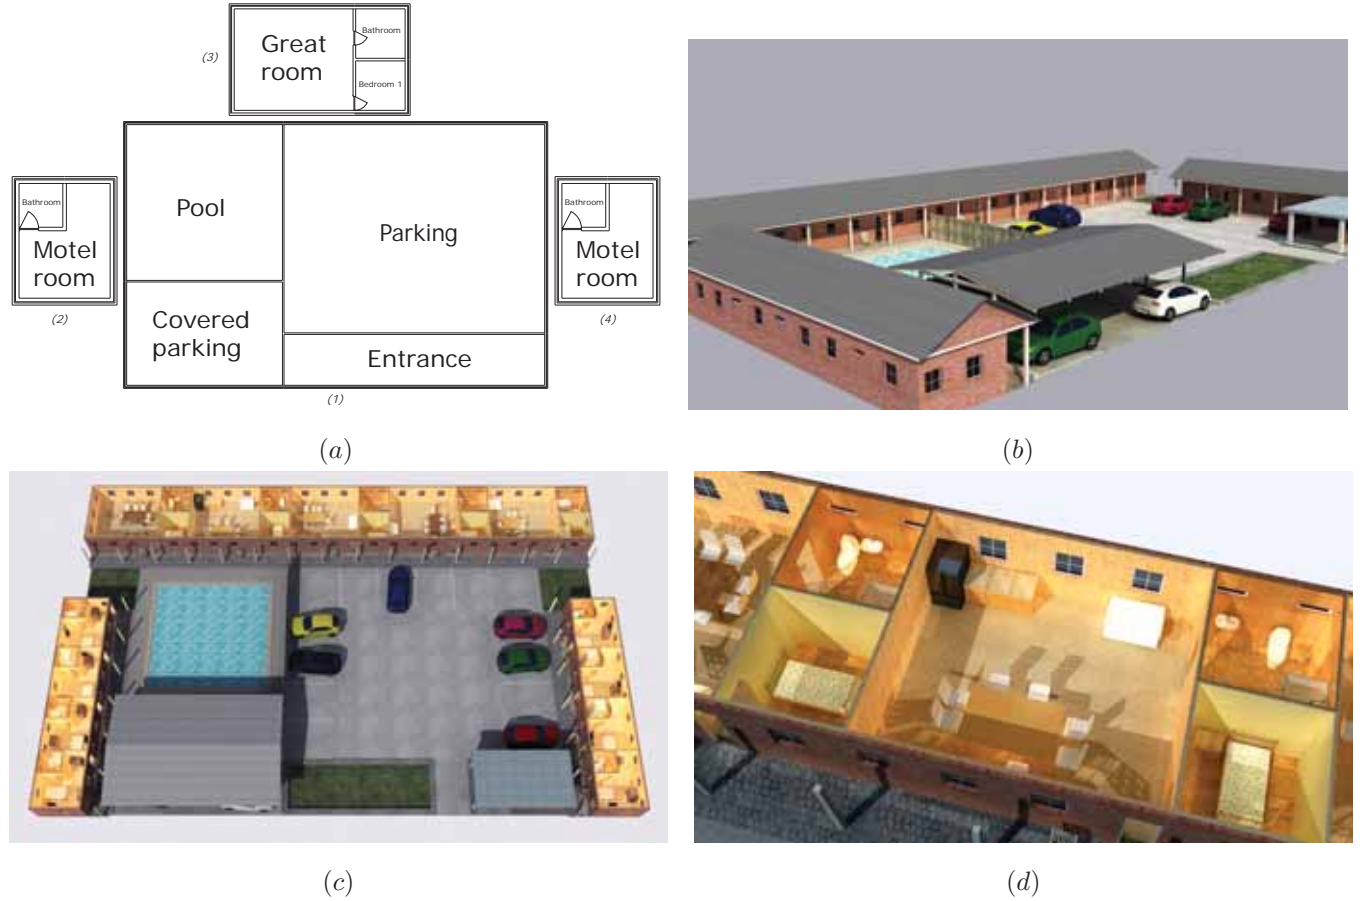 Great
room
Bathroom
Bedroom 1
(3)
Pool
Parking
Covered
parking
Entrance
(1)
Bathroom
Motel
room
(2)
Bathroom
Motel
room
(4)
(a)
(b)
(c)
(d)